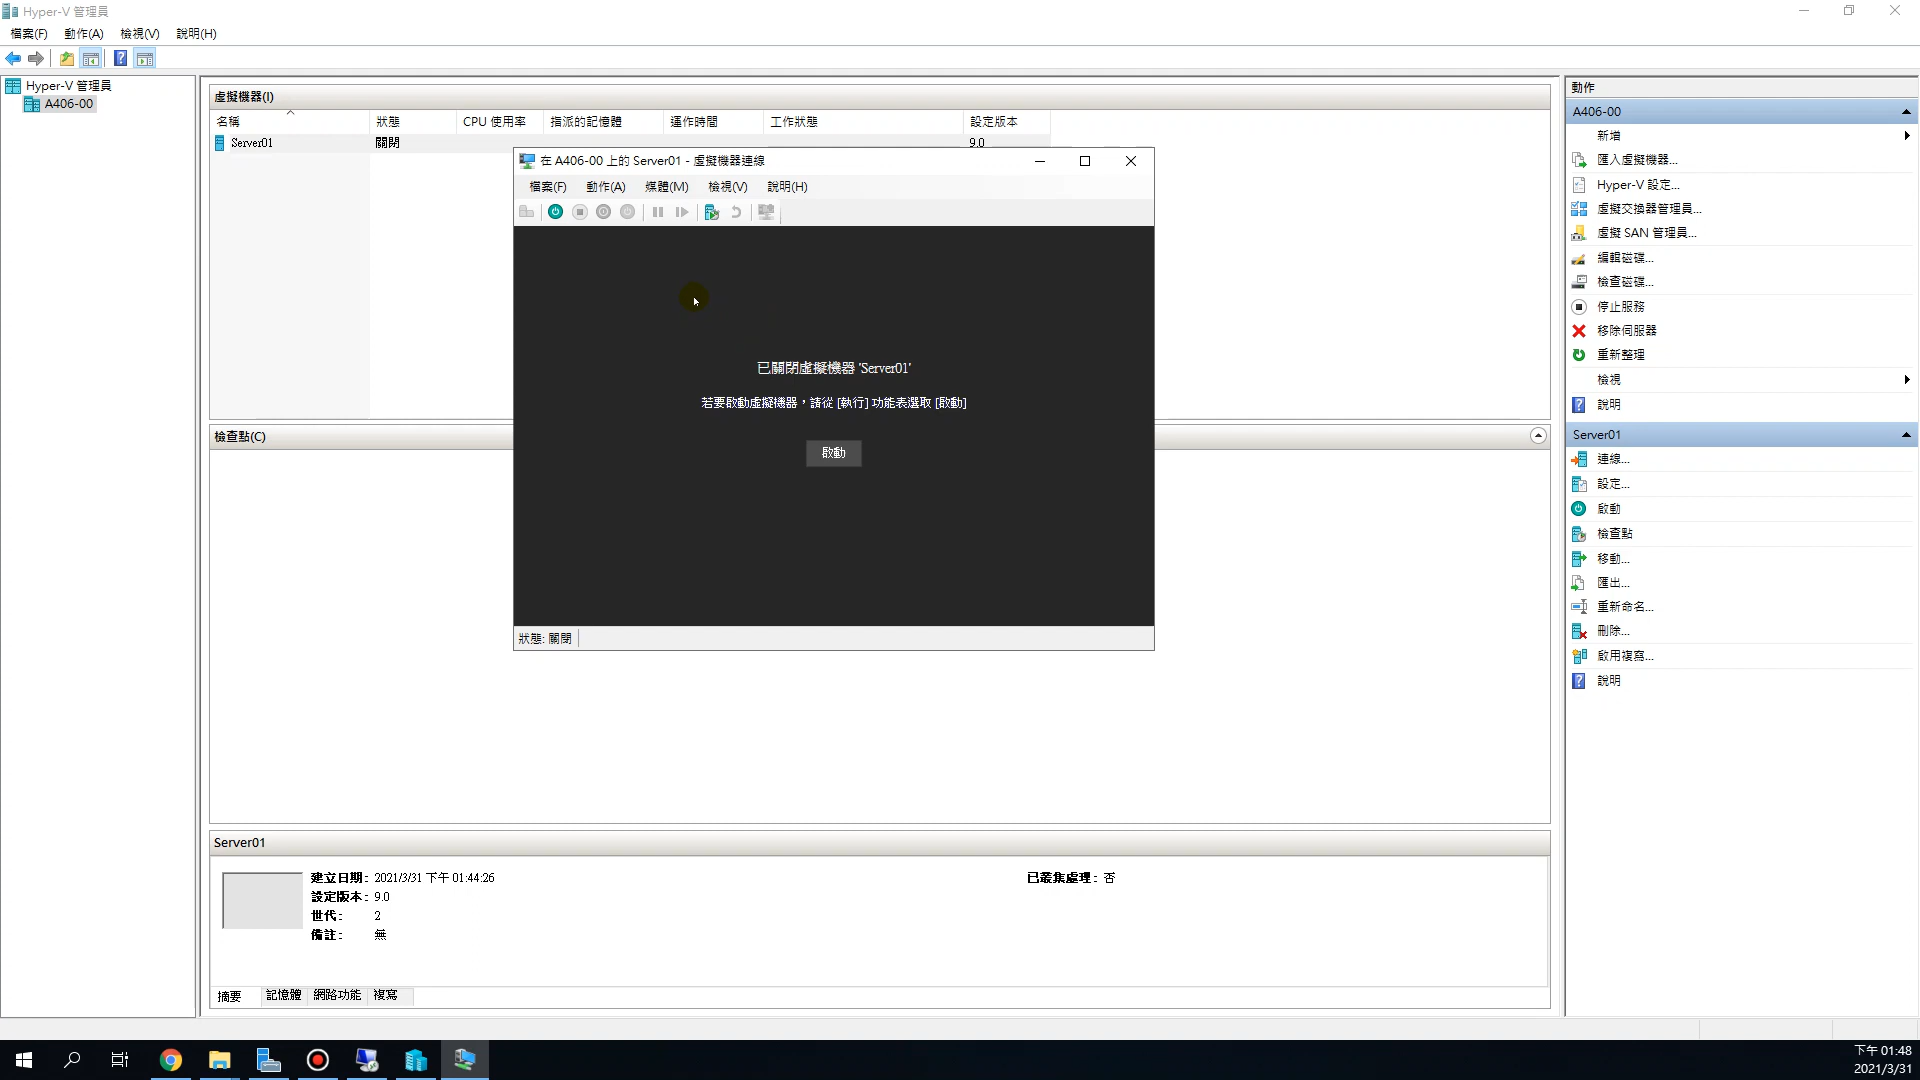 Hyper-V 管理員
檔案(F) 動作(A) 檢視(V) 說明(H)
Hyper-V 管理員
A406-00
虛擬機器(I)
名稱 狀態 CPU 使用率 指派的記憶體 運作時間 工作狀態 設定版本
Server01 關閉 9.0
在 A406-00 上的 Server01 - 虛擬機器連線
檔案(F) 動作(A) 媒體(M) 檢視(V) 說明(H)
已關閉虛擬機器 'Server01'
若要啟動虛擬機器，請從 [執行] 功能表選取 [啟動]
啟動
狀態: 關閉
檢查點(C)
Server01
建立日期: 2021/3/31 下午 01:44:26
設定版本: 9.0
世代: 2
備註: 無
已叢集處理: 否
摘要 記憶體 網路功能 複寫
動作
A406-00
新增
匯入虛擬機器...
Hyper-V 設定...
虛擬交換器管理員...
虛擬 SAN 管理員...
編輯磁碟...
檢查磁碟...
停止服務
移除伺服器
重新整理
檢視
說明
Server01
連線...
設定...
啟動
檢查點
移動...
匯出...
重新命名...
刪除...
啟用複寫...
說明
下午 01:48
2021/3/31